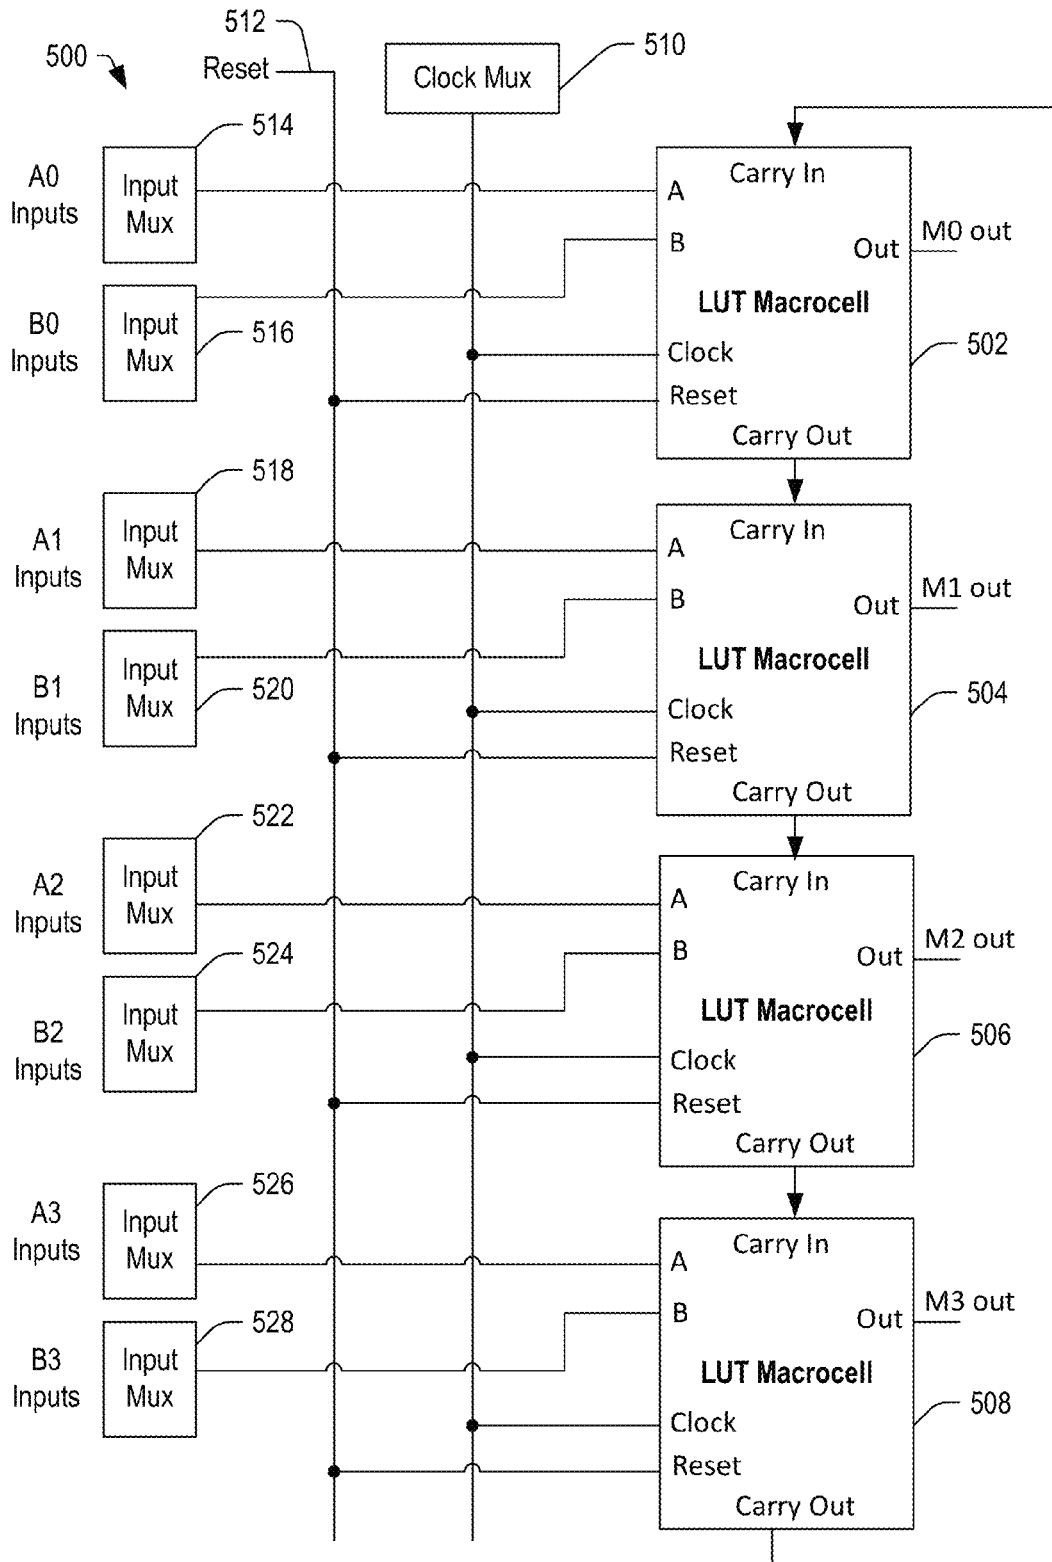 500
512
Reset
Clock Mux
510
514
A0
Inputs
Input
Mux
B0
Inputs
Input
Mux
516
Carry In
A
B
Out
M0 out
LUT Macrocell
Clock
Reset
Carry Out
502
518
A1
Inputs
Input
Mux
B1
Inputs
Input
Mux
520
Carry In
A
B
Out
M1 out
LUT Macrocell
Clock
Reset
Carry Out
504
522
A2
Inputs
Input
Mux
524
B2
Inputs
Input
Mux
Carry In
A
B
Out
M2 out
LUT Macrocell
Clock
Reset
Carry Out
506
526
A3
Inputs
Input
Mux
528
B3
Inputs
Input
Mux
Carry In
A
B
Out
M3 out
LUT Macrocell
Clock
Reset
Carry Out
508